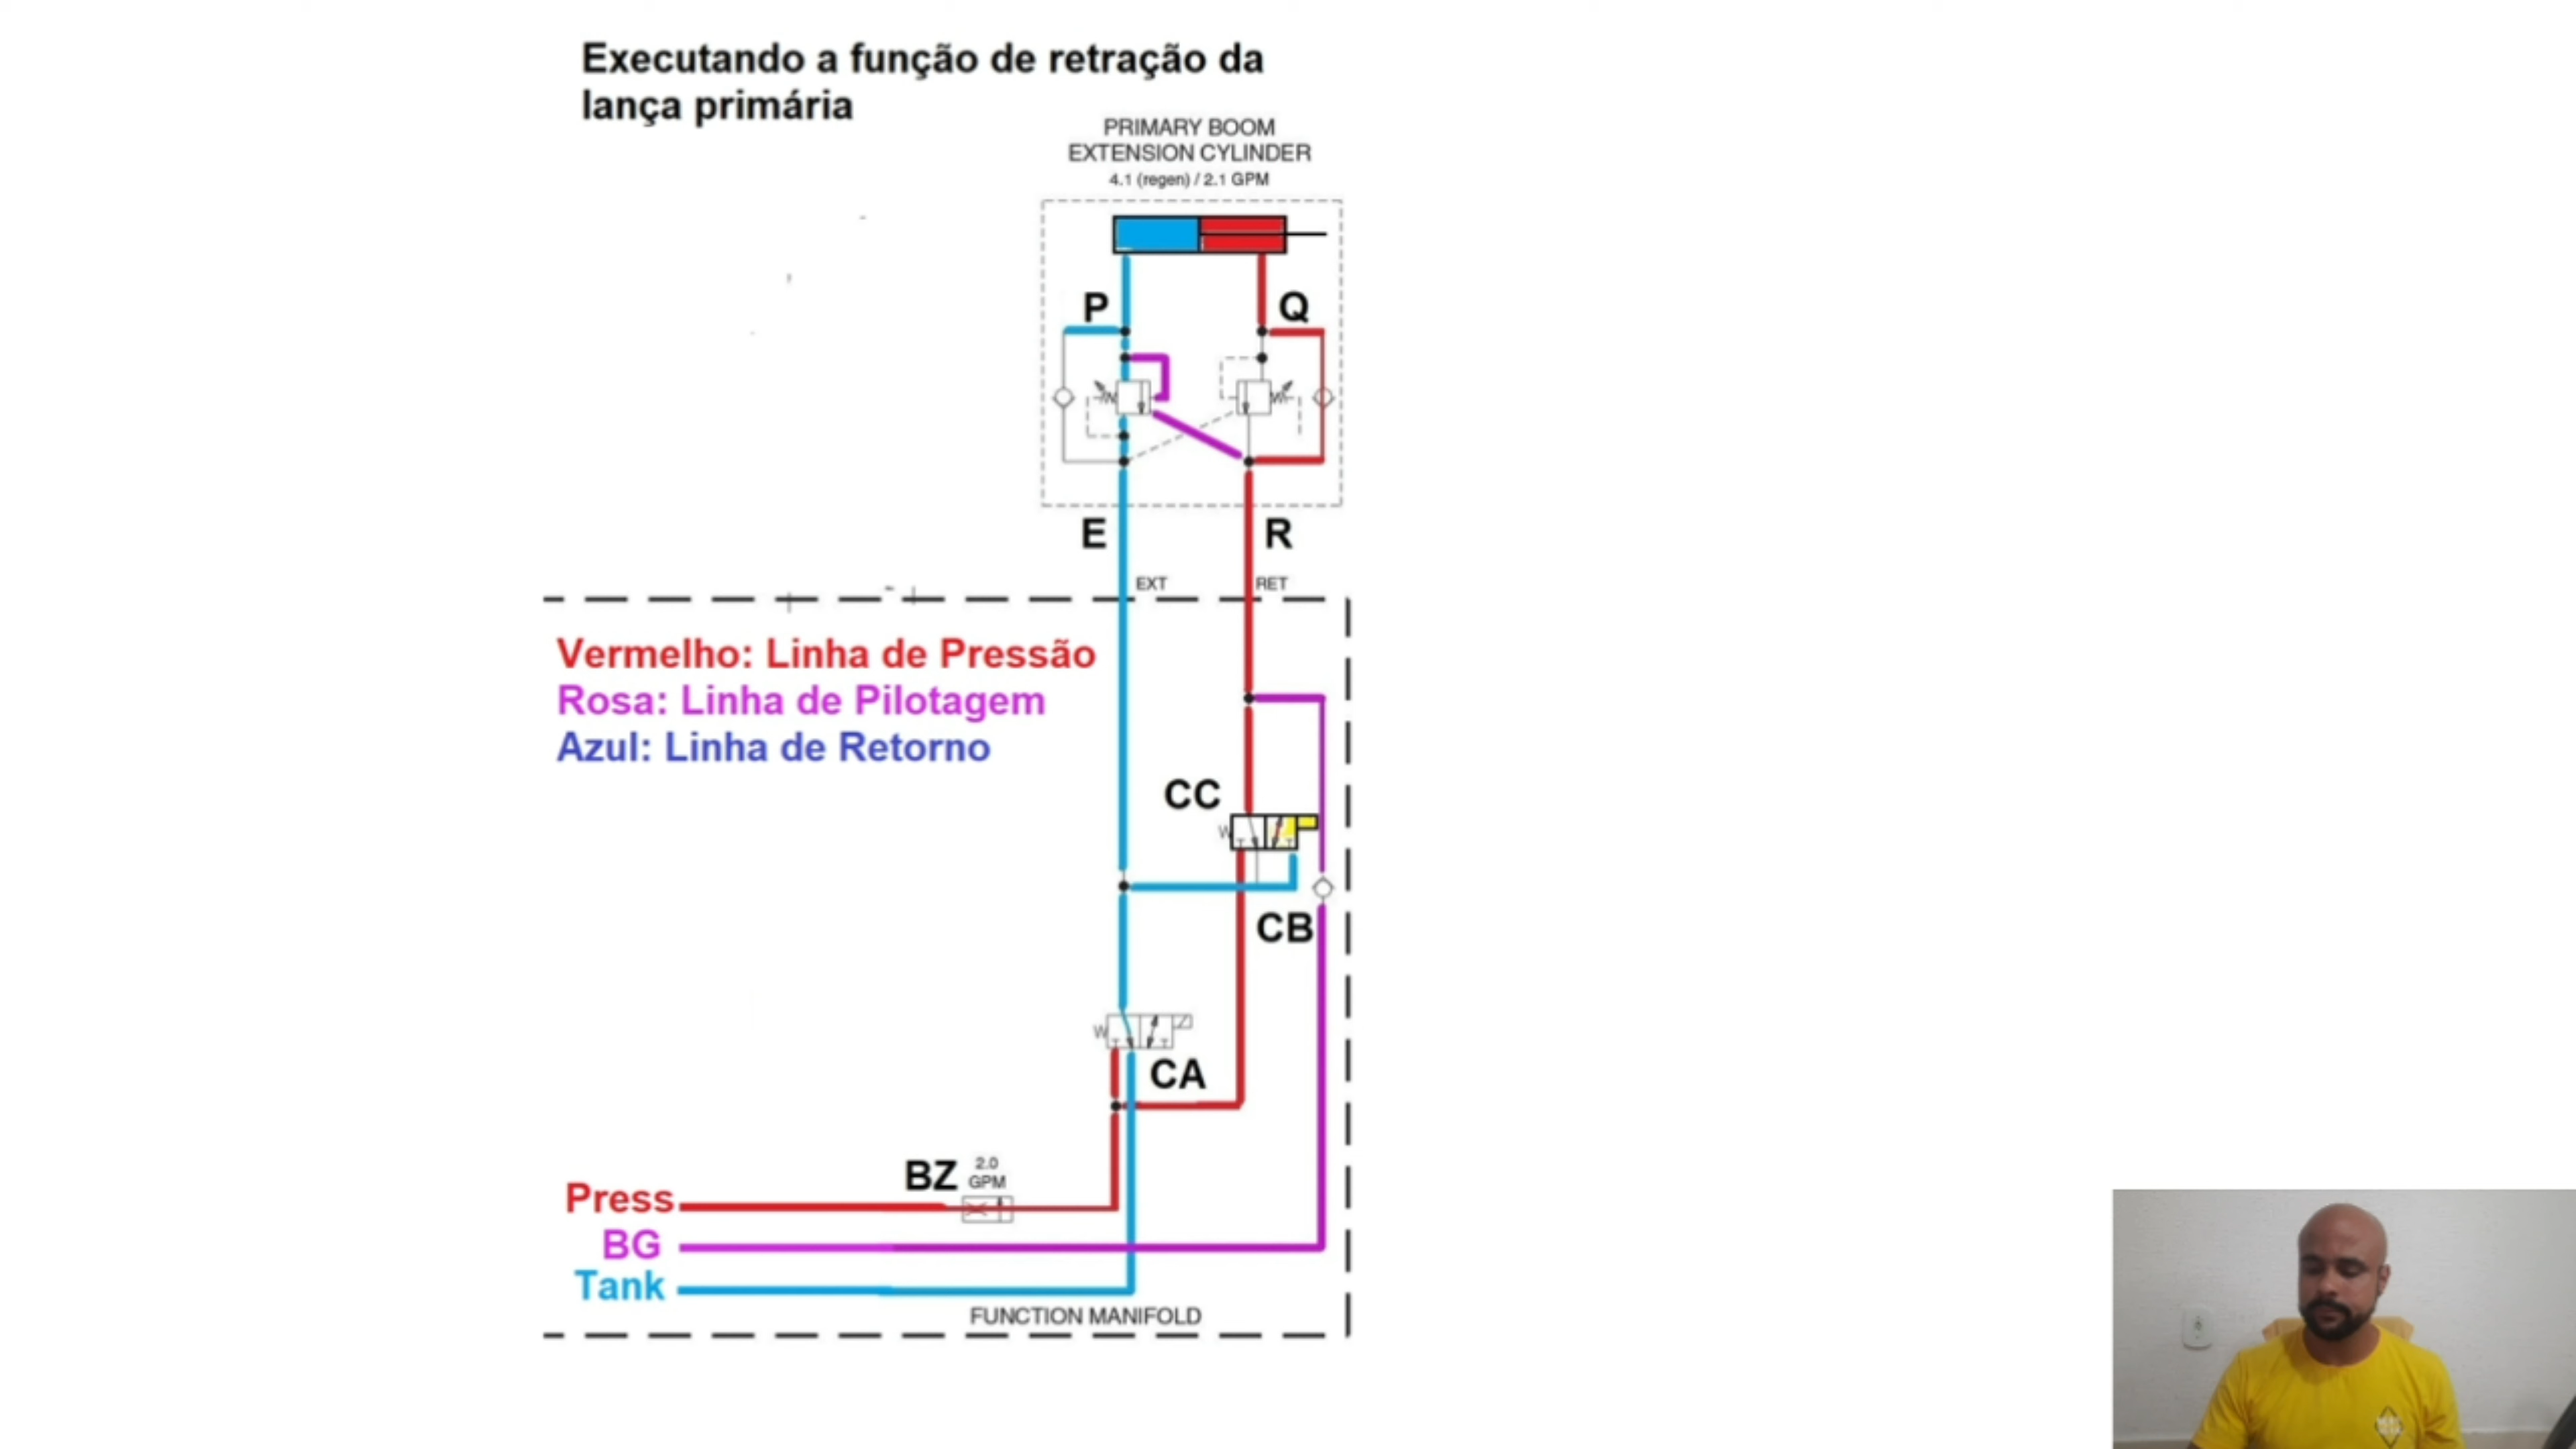 Executando a função de retração da
lança primária
PRIMARY BOOM
EXTENSION CYLINDER
4.1 (regen) / 2.1 GPM
P
Q
E
R
EXT
RET
Vermelho: Linha de Pressão
Rosa: Linha de Pilotagem
Azul: Linha de Retorno
CC
CB
CA
BZ
2.0
GPM
Press
BG
Tank
FUNCTION MANIFOLD